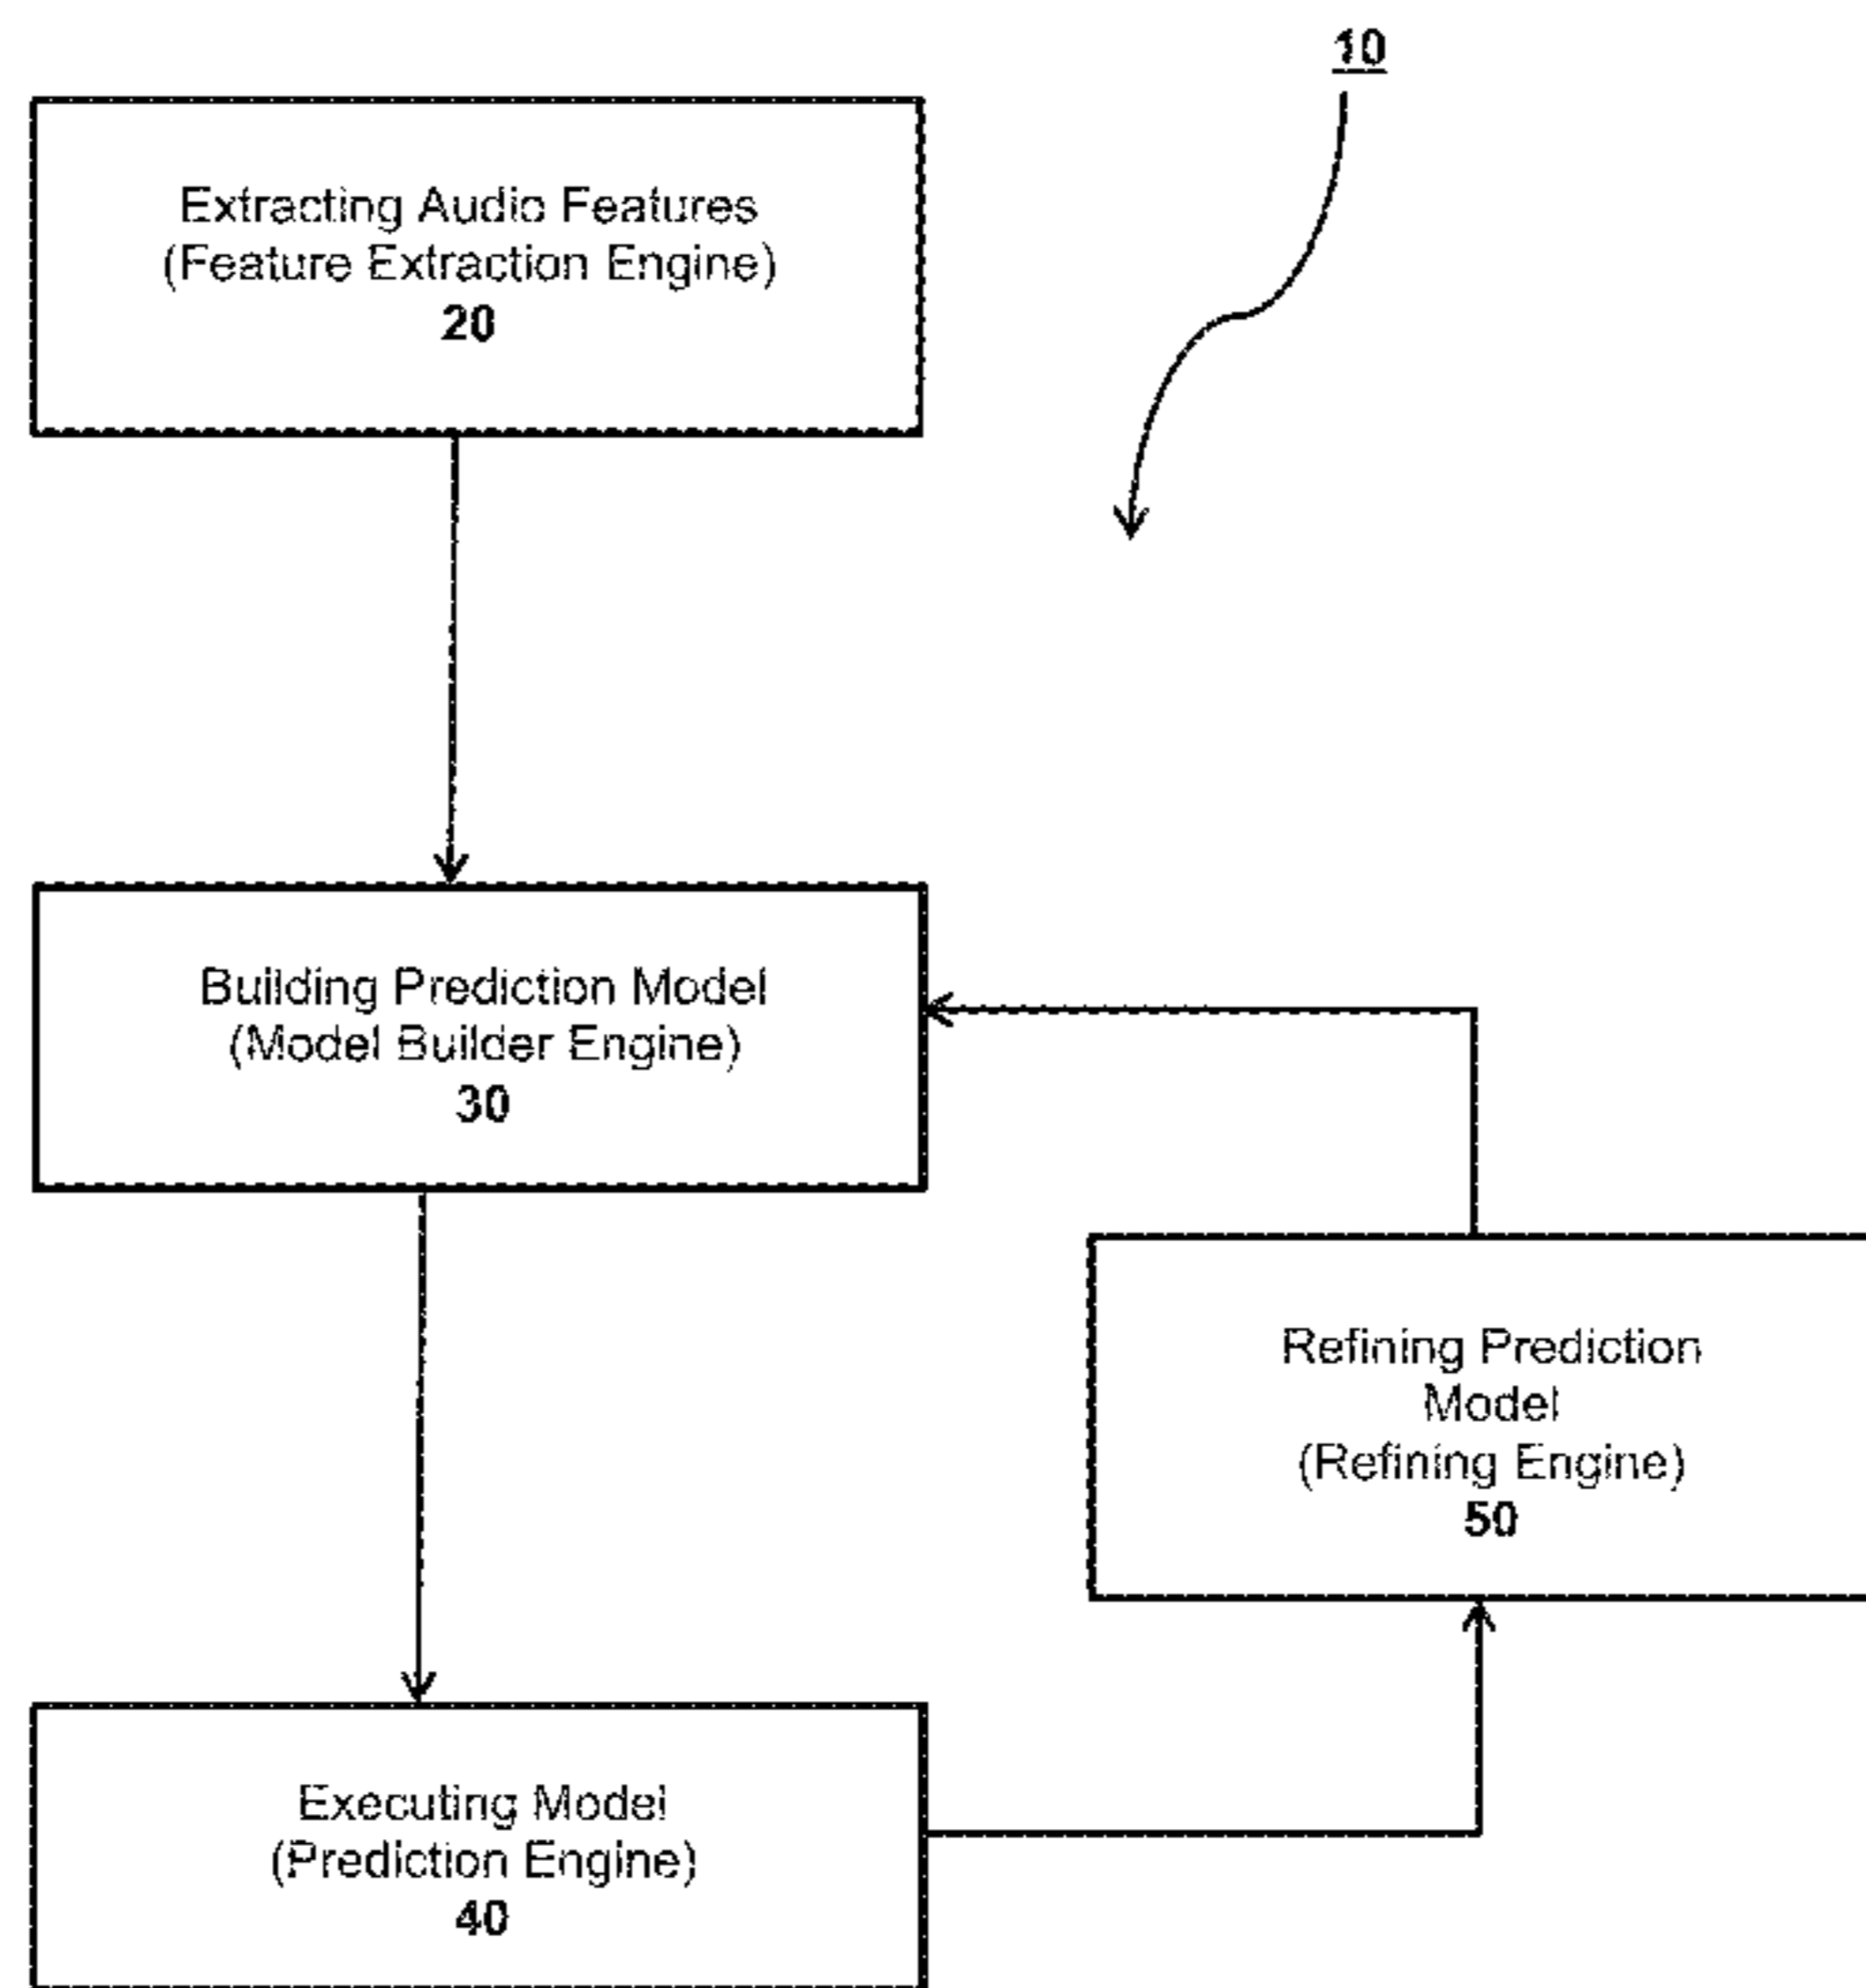 10
Extracting Audio Features
(Feature Extraction Engine)
20
Building Prediction Model
(Model Builder Engine)
30
Refining Prediction
Model
(Refining Engine)
50
Executing Model
(Prediction Engine)
40